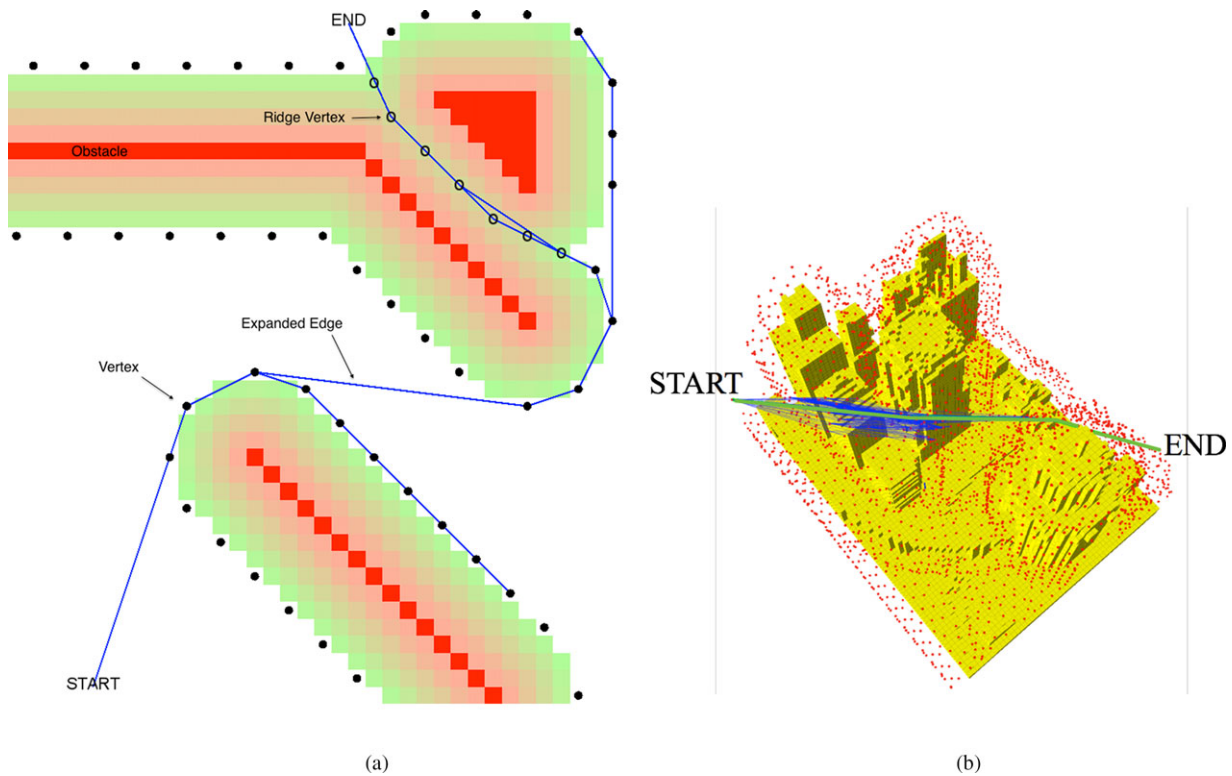 END
Ridge Vertex
Obstacle
Expanded Edge
Vertex
START
(a)
START
END
(b)